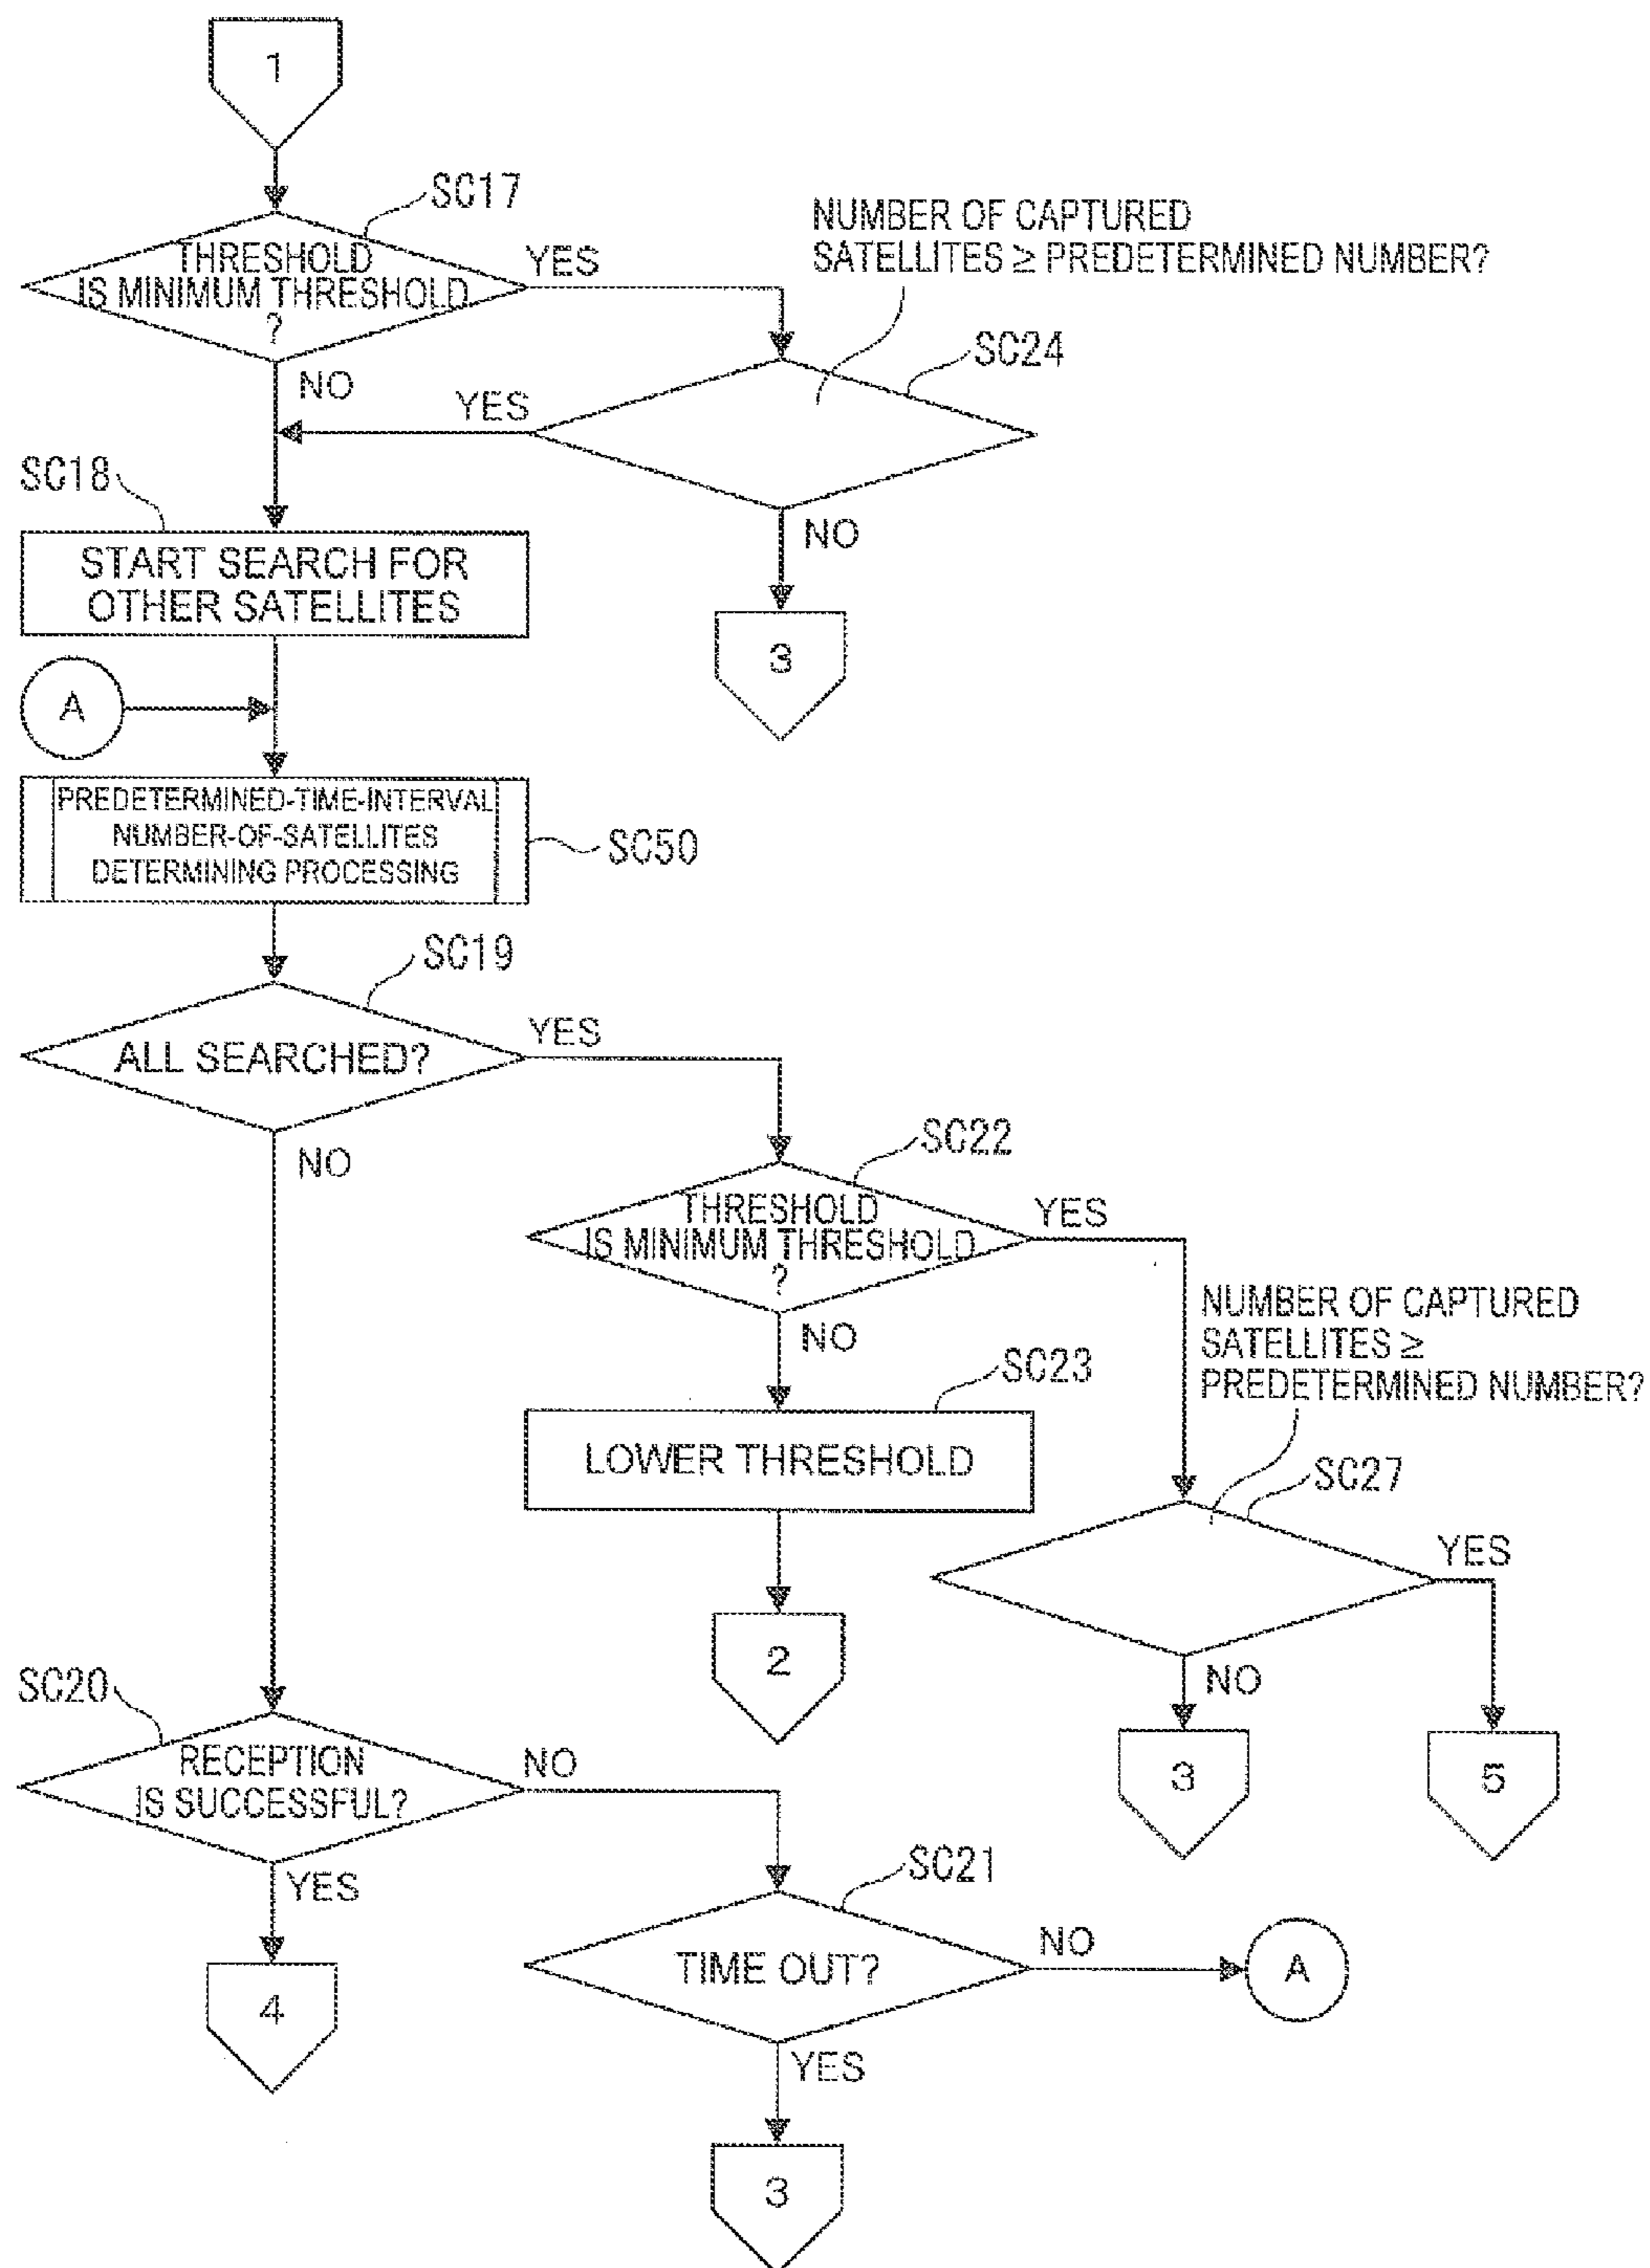 1
SC17
THRESHOLD
IS MINIMUM THRESHOLD
?
YES
NO
NUMBER OF CAPTURED
SATELLITES ≥ PREDETERMINED NUMBER?
SC24
YES
NO
3
SC18
START SEARCH FOR
OTHER SATELLITES
A
PREDETERMINED-TIME-INTERVAL
NUMBER-OF-SATELLITES
DETERMINING PROCESSING
SC50
SC19
ALL SEARCHED?
YES
NO
SC22
THRESHOLD
IS MINIMUM THRESHOLD
?
YES
NO
SC23
LOWER THRESHOLD
2
NUMBER OF CAPTURED
SATELLITES ≥
PREDETERMINED NUMBER?
SC27
YES
NO
3
5
SC20
RECEPTION
IS SUCCESSFUL?
NO
YES
4
SC21
TIME OUT?
NO
A
YES
3